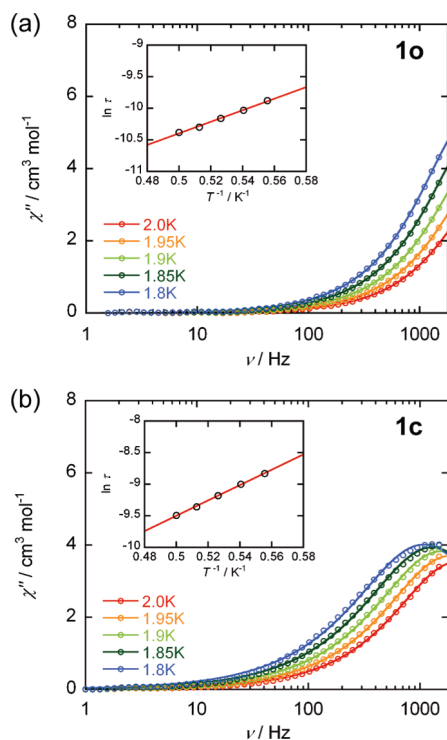 (a)
1o
8
6
4
2
0
χ″ / cm³ mol⁻¹
-9
-9.5
-10
-10.5
-11
ln τ
0.48 0.5 0.52 0.54 0.56 0.58
T⁻¹ / K⁻¹
2.0K
1.95K
1.9K
1.85K
1.8K
1 10 100 1000
ν / Hz
(b)
1c
8
6
4
2
0
χ″ / cm³ mol⁻¹
-8
-8.5
-9
-9.5
-10
ln τ
0.48 0.5 0.52 0.54 0.56 0.58
T⁻¹ / K⁻¹
2.0K
1.95K
1.9K
1.85K
1.8K
1 10 100 1000
ν / Hz